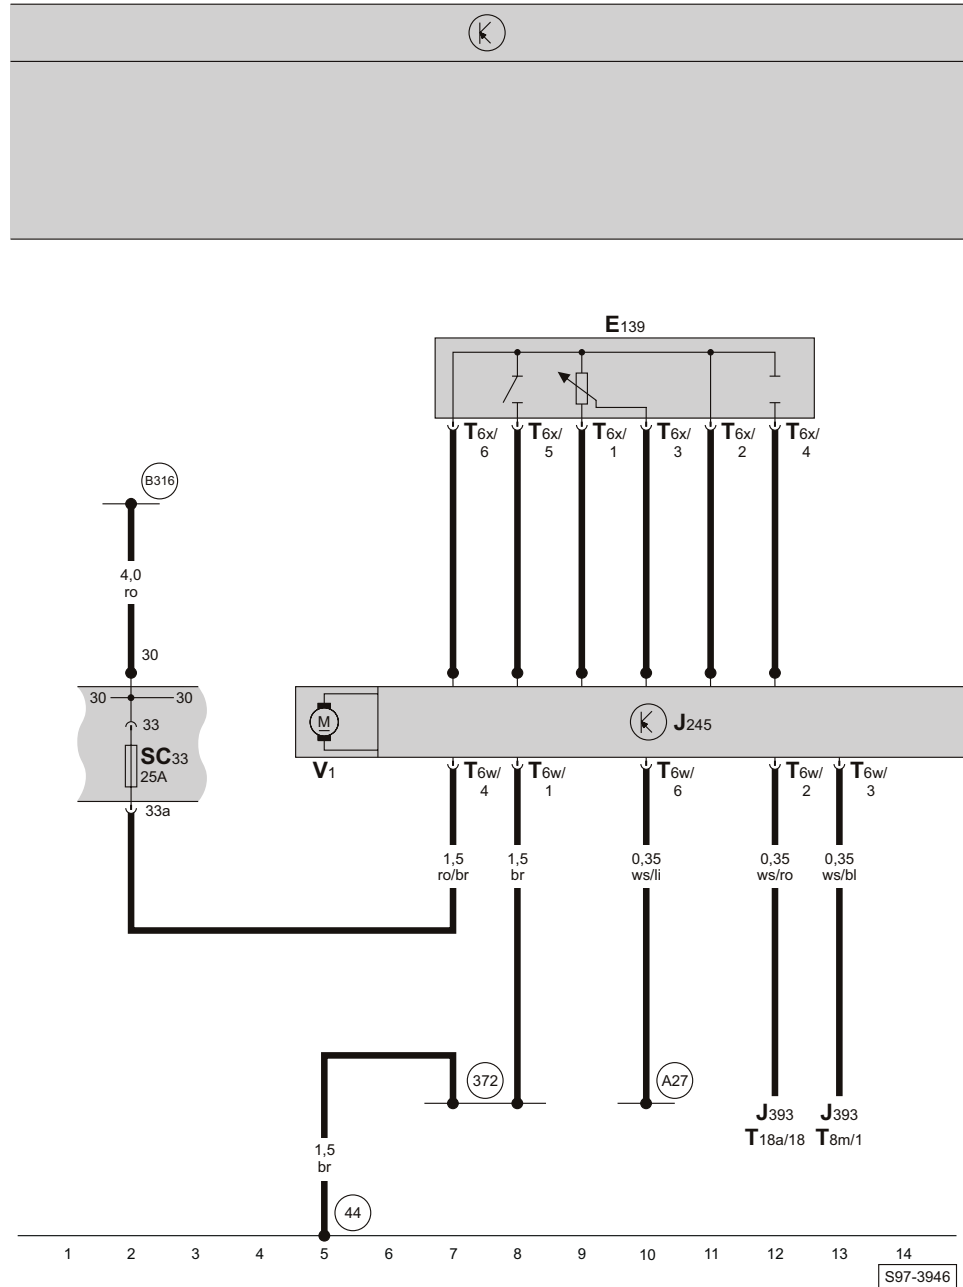 E139
T6x/ T6x/ T6x/ T6x/ T6x/ T6x/
6 5 1 3 2 4
B316
4,0
ro
30
30 30
33
SC33
25A
33a
M
V1
J245
T6w/ T6w/ T6w/ T6w/ T6w/
4 1 6 2 3
1,5 1,5 0,35 0,35 0,35
ro/br br ws/li ws/ro ws/bl
372
A27
J393 J393
T18a/18 T8m/1
1,5
br
44
1 2 3 4 5 6 7 8 9 10 11 12 13 14
S97-3946